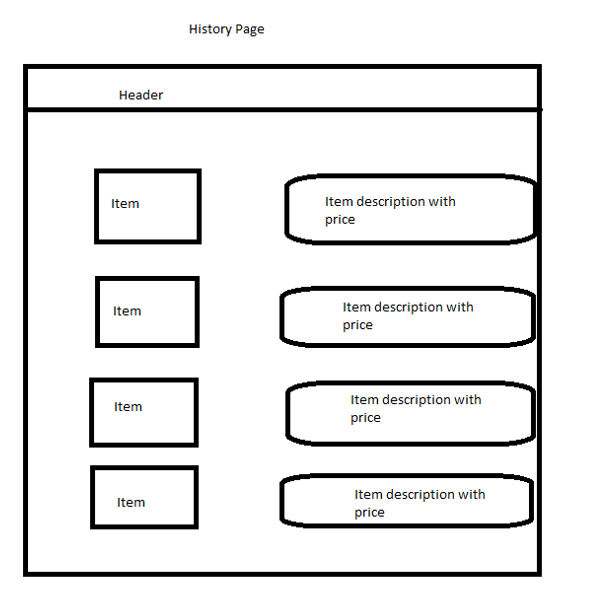 History Page
Header
Item
Item description with
price
Item
Item description with
price
Item
Item description with
price
Item
Item description with
price